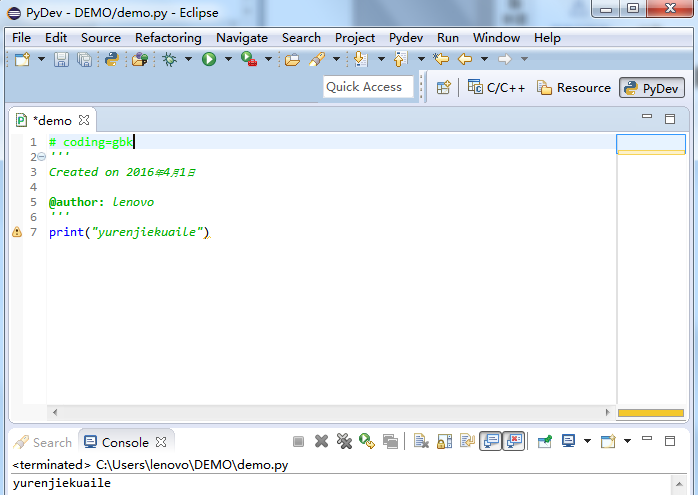 PyDev - DEMO/demo.py - Eclipse
File Edit Source Refactoring Navigate Search Project Pydev Run Window Help
Quick Access C/C++ Resource PyDev
*demo
1 # coding=gbk
2 '''
3 Created on 2016年4月1日
4
5 @author: lenovo
6 '''
7 print("yurenjiekuaile")
Search Console
<terminated> C:\Users\lenovo\DEMO\demo.py
yurenjiekuaile